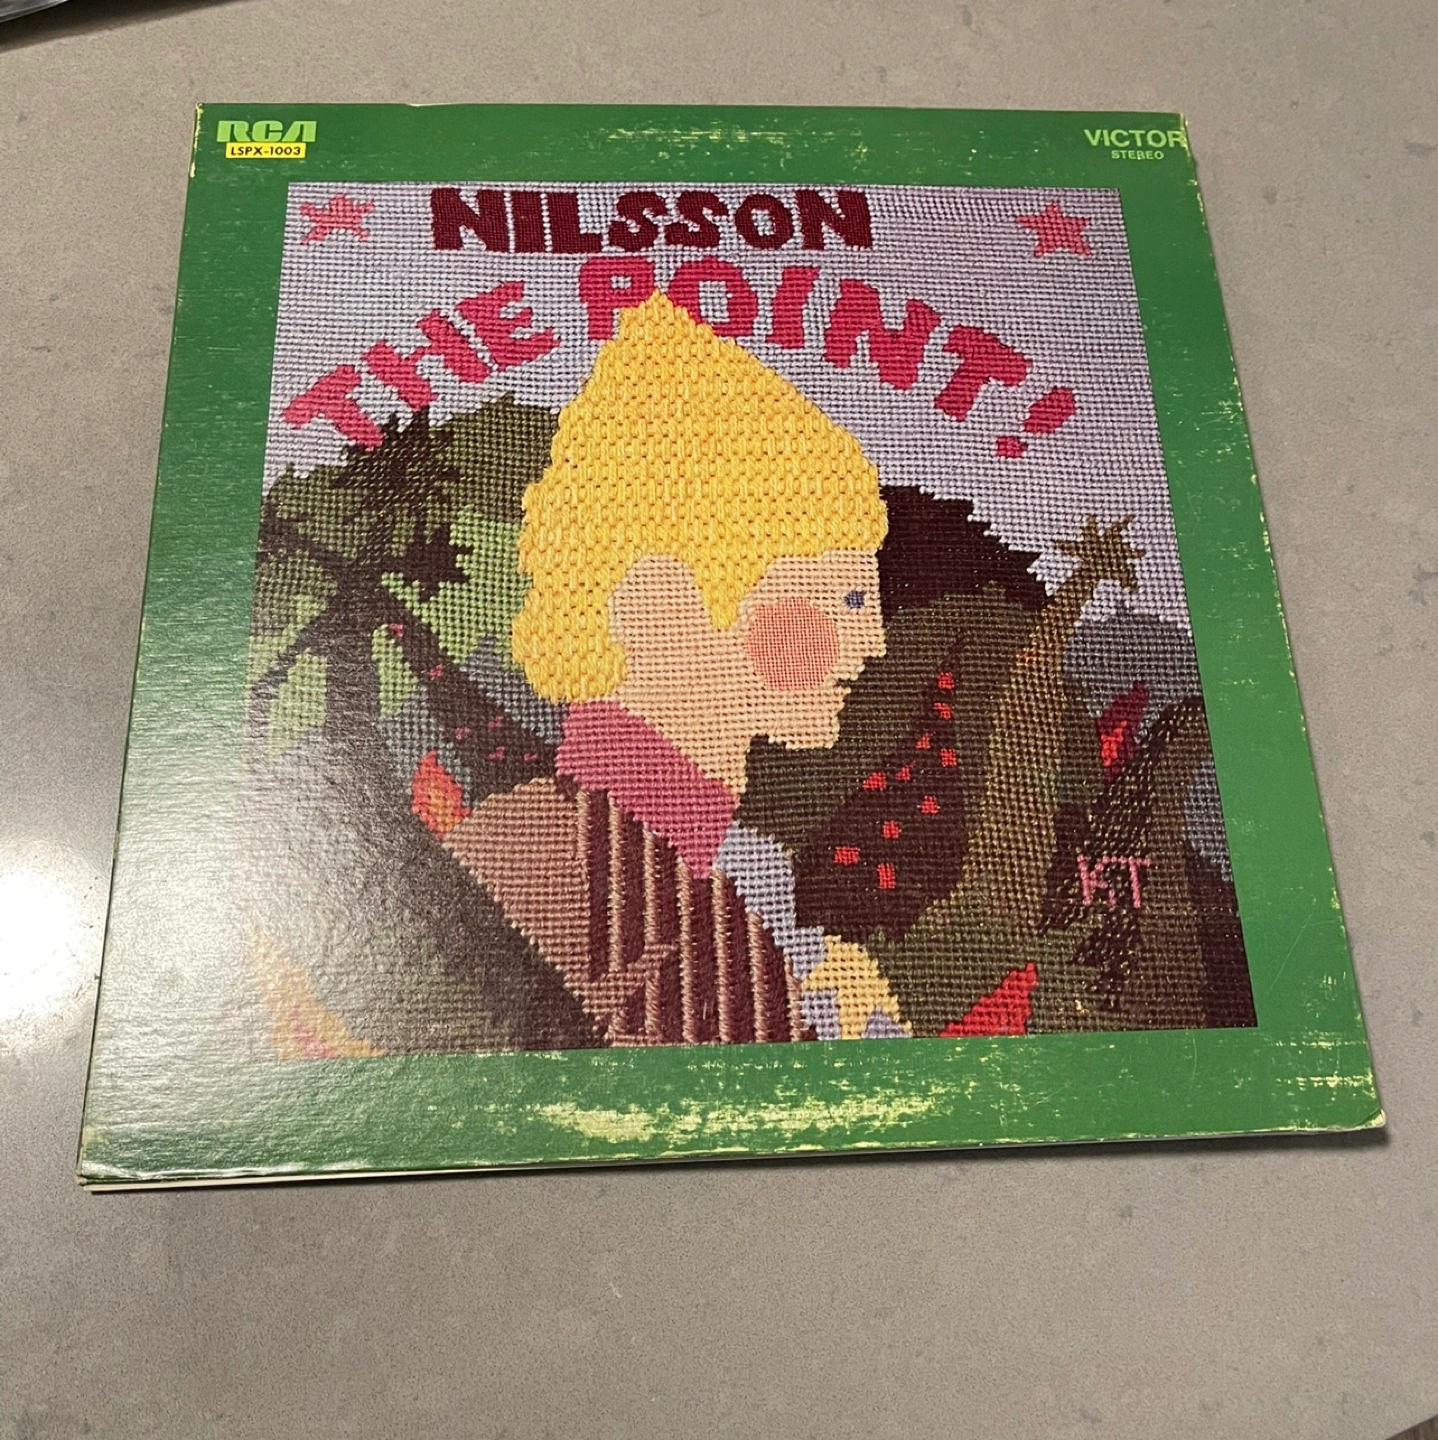 RCA
LSPX-1003
VICTOR
STEREO
NILSSON
THE POINT!
KT